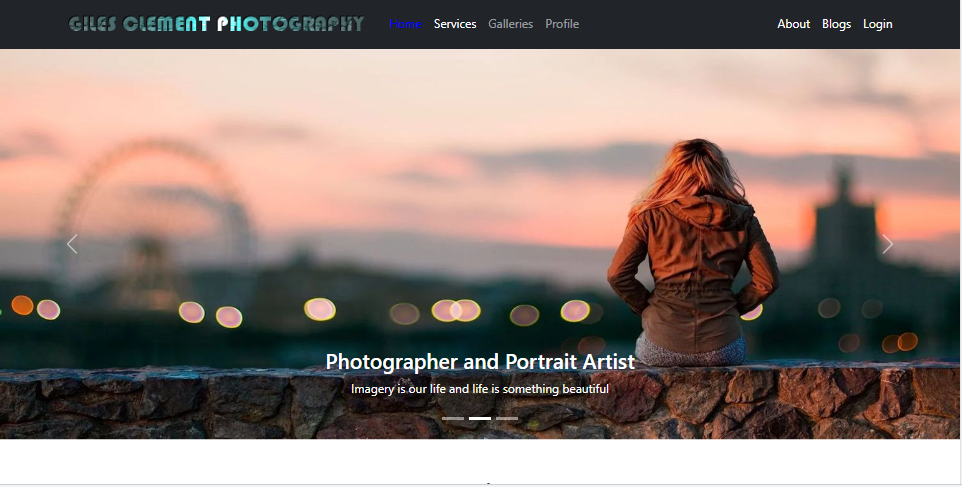 GILES CLEMENT PHOTOGRAPHY Home Services Galleries Profile About Blogs Login
Photographer and Portrait Artist
Imagery is our life and life is something beautiful